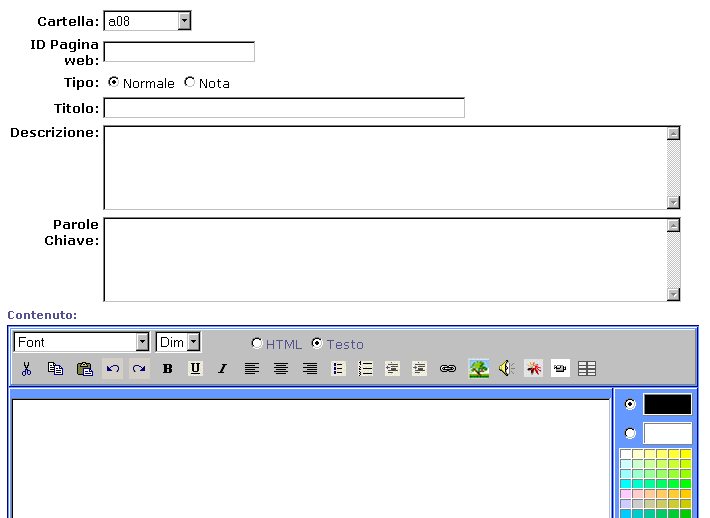 Cartella: a08
ID Pagina
web:
Tipo: Normale Nota
Titolo:
Descrizione:
Parole
Chiave:
Contenuto:
Font Dim HTML Testo
B U I